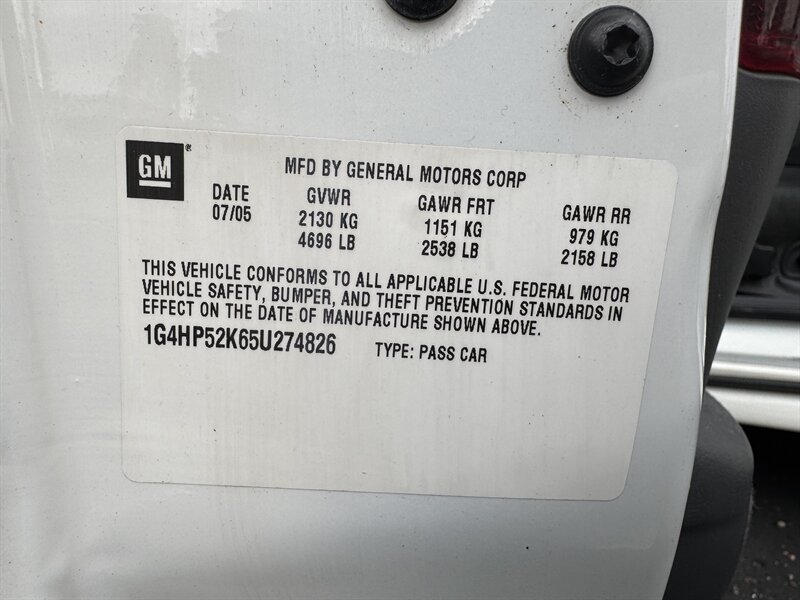 GM®
MFD BY GENERAL MOTORS CORP
DATE GVWR GAWR FRT GAWR RR
07/05 2130 KG 1151 KG 979 KG
4696 LB 2538 LB 2158 LB
THIS VEHICLE CONFORMS TO ALL APPLICABLE U.S. FEDERAL MOTOR
VEHICLE SAFETY, BUMPER, AND THEFT PREVENTION STANDARDS IN
EFFECT ON THE DATE OF MANUFACTURE SHOWN ABOVE.
1G4HP52K65U274826 TYPE: PASS CAR